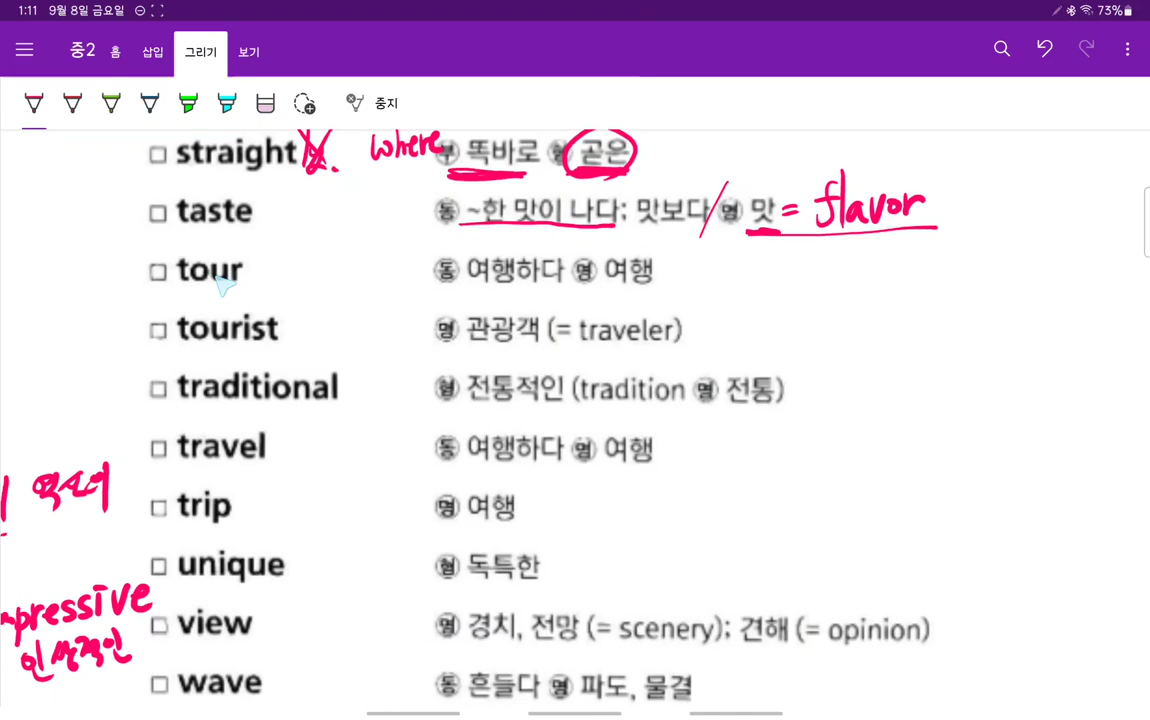 1:11 9월 8일 금요일 73%
중2 홈 삽입 그리기 보기
중지
straight where 부 똑바로 형 곧은
taste 동 ~한 맛이 나다; 맛보다 / 명 맛 = flavor
tour 동 여행하다 명 여행
tourist 명 관광객 (= traveler)
traditional 형 전통적인 (tradition 명 전통)
travel 동 여행하다 명 여행
trip 명 여행
unique 형 독특한
mpressive
view 명 경치, 전망 (= scenery); 견해 (= opinion)
인상적인
wave 동 흔들다 명 파도, 물결